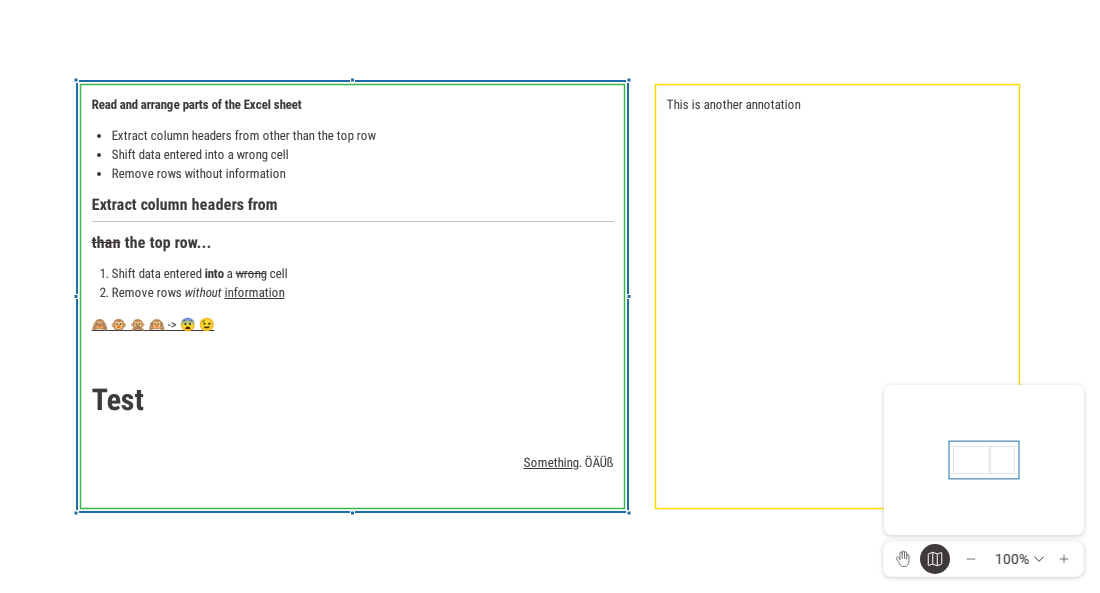 Read and arrange parts of the Excel sheet
• Extract column headers from other than the top row
• Shift data entered into a wrong cell
• Remove rows without information
Extract column headers from
than the top row...
1. Shift data entered into a wrong cell
2. Remove rows without information
🙈 🐵 🙊 🙈 -> 😨 😉
Test
Something. ÖÄÜß
This is another annotation
100%